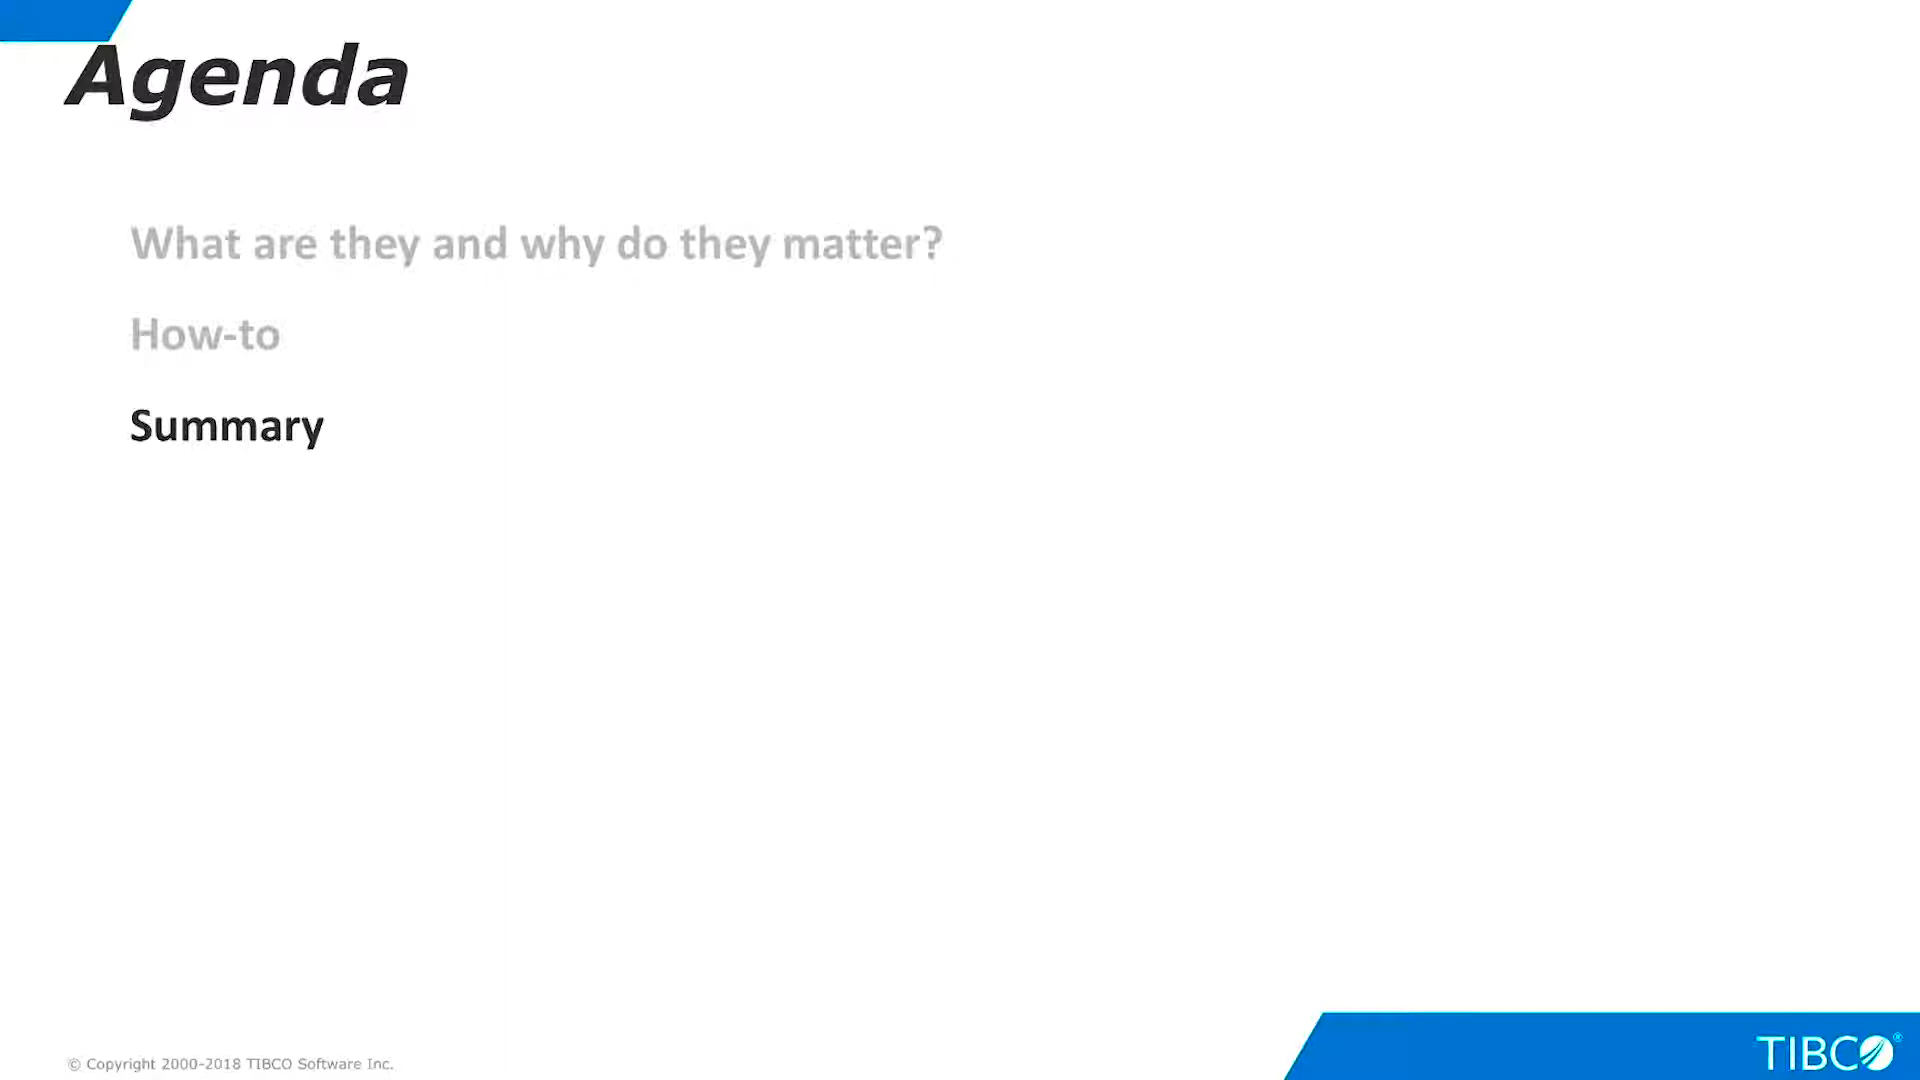 Agenda
What are they and why do they matter?
How-to
Summary
© Copyright 2000-2018 TIBCO Software Inc.
TIBCO®